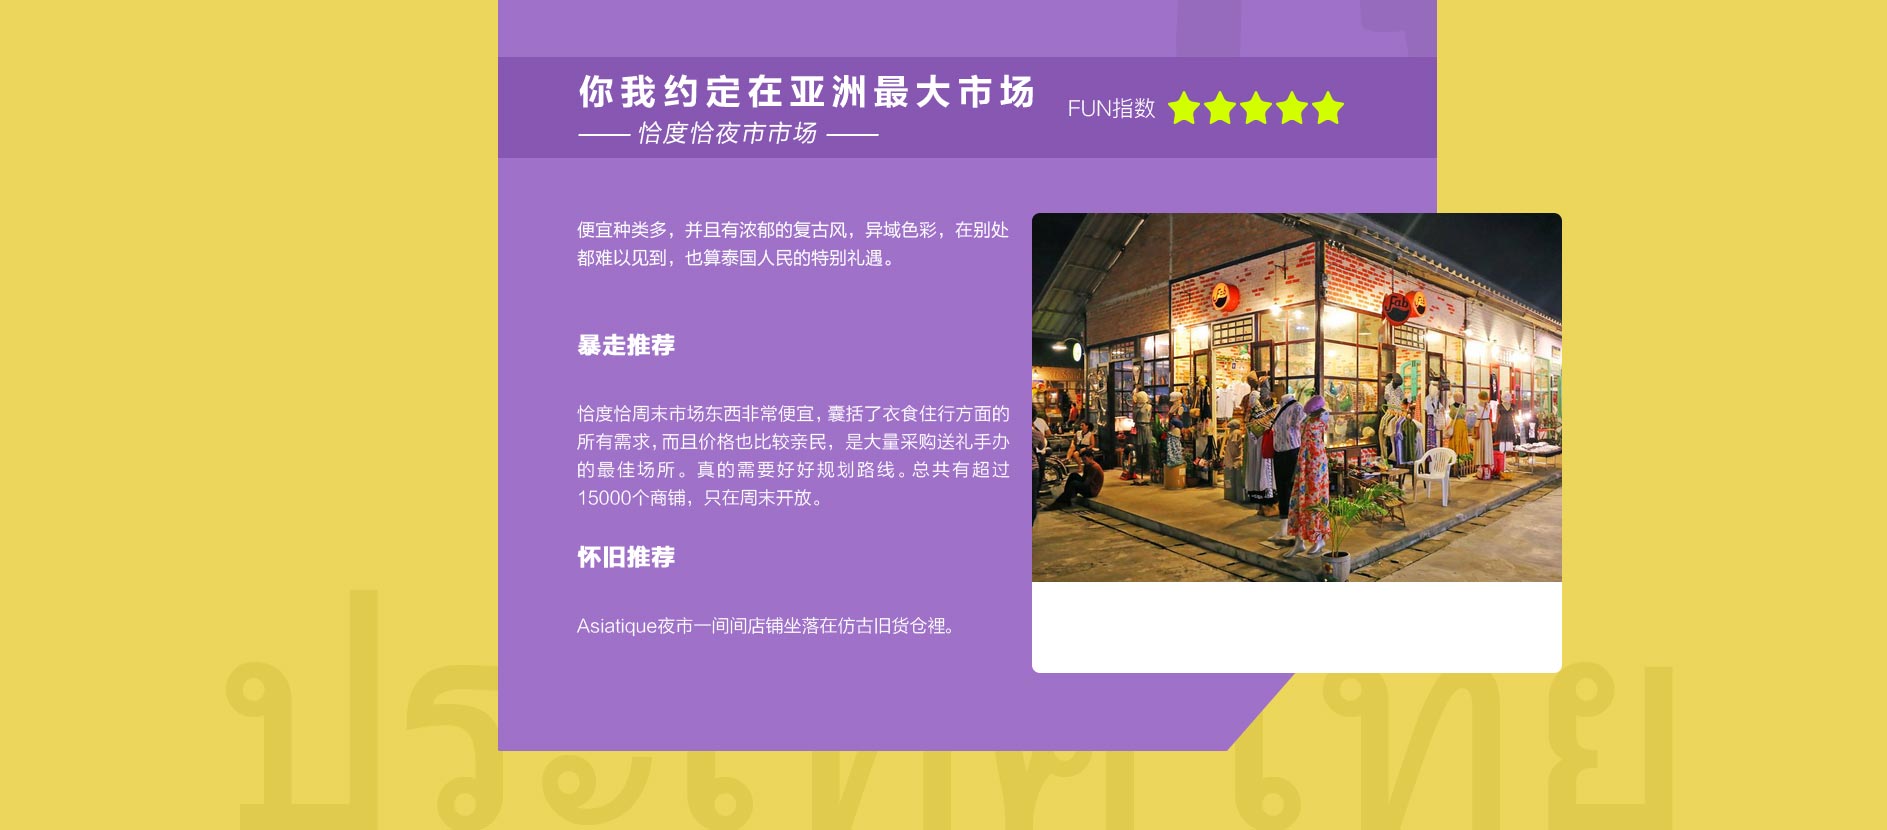 你我约定在亚洲最大市场
恰度恰夜市市场
FUN指数
便宜种类多，并且有浓郁的复古风，异域色彩，在别处
都难以见到，也算泰国人民的特别礼遇。
暴走推荐
恰度恰周末市场东西非常便宜，囊括了衣食住行方面的
所有需求，而且价格也比较亲民，是大量采购送礼手办
的最佳场所。真的需要好好规划路线。总共有超过
15000个商铺，只在周末开放。
怀旧推荐
Asiatique夜市一间间店铺坐落在仿古旧货仓裡。
fab
ประเทศไทย